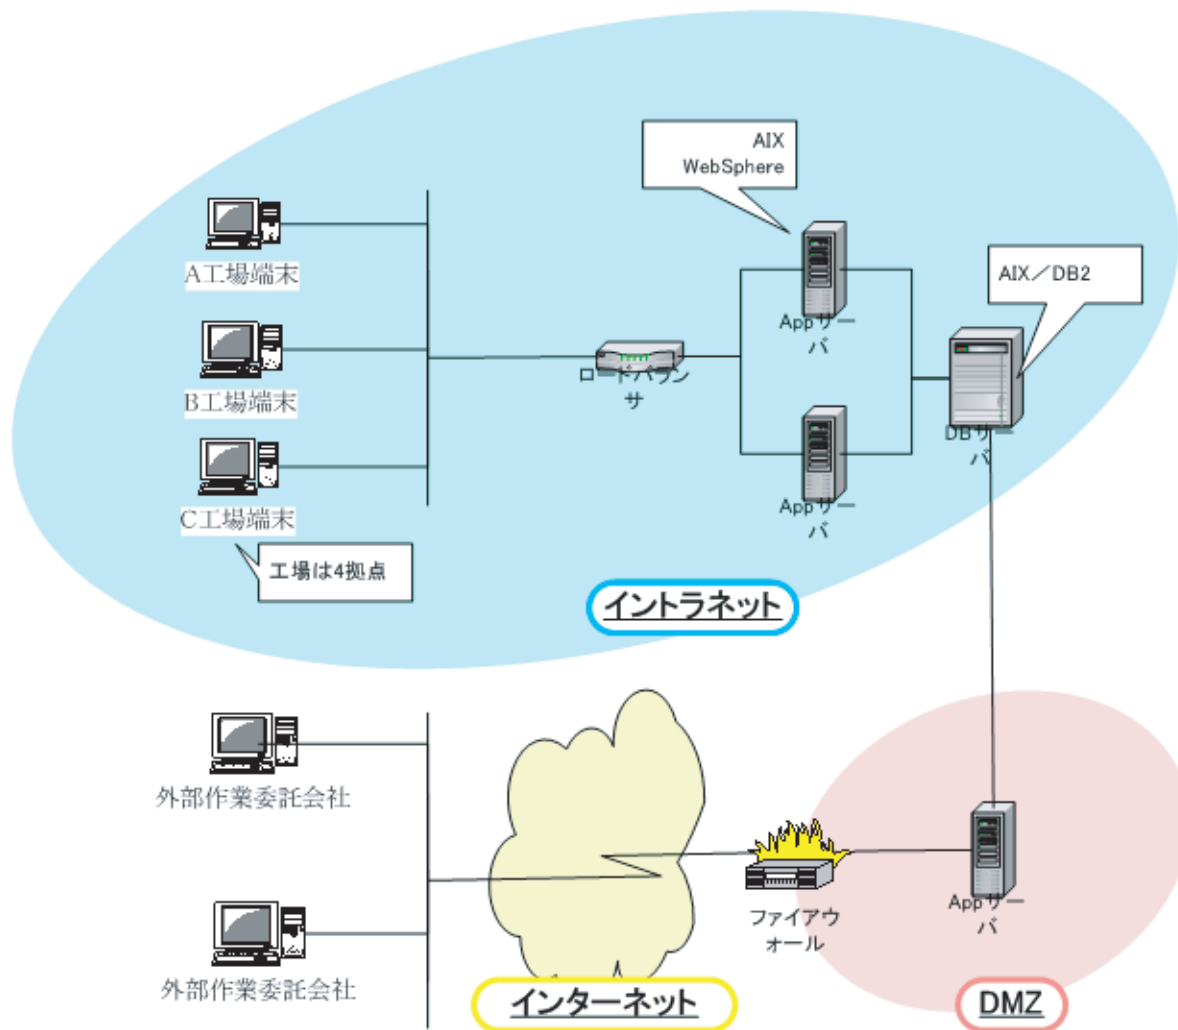 AIX
WebSphere
AIX／DB2
A工場端末
Appサー
バ
B工場端末
ロードバラン
サ
DBサー
バ
C工場端末
Appサー
バ
工場は4拠点
イントラネット
外部作業委託会社
ファイアウ
ォール
Appサー
バ
外部作業委託会社
インターネット
DMZ